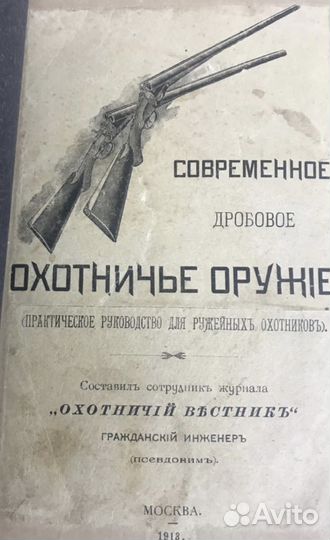 СОВРЕМЕННОЕ
ДРОБОВОЕ
ОХОТНИЧЬЕ ОРУЖІЕ
(ПРАКТИЧЕСКОЕ РУКОВОДСТВО ДЛЯ РУЖЕЙНЫХЪ ОХОТНИКОВЪ).
Составилъ сотрудникъ журнала
„ОХОТНИЧІЙ ВѢСТНИКЪ“
ГРАЖДАНСКІЙ ИНЖЕНЕРЪ
(ПСЕВДОНИМЪ).
МОСКВА.
1913.
Avito